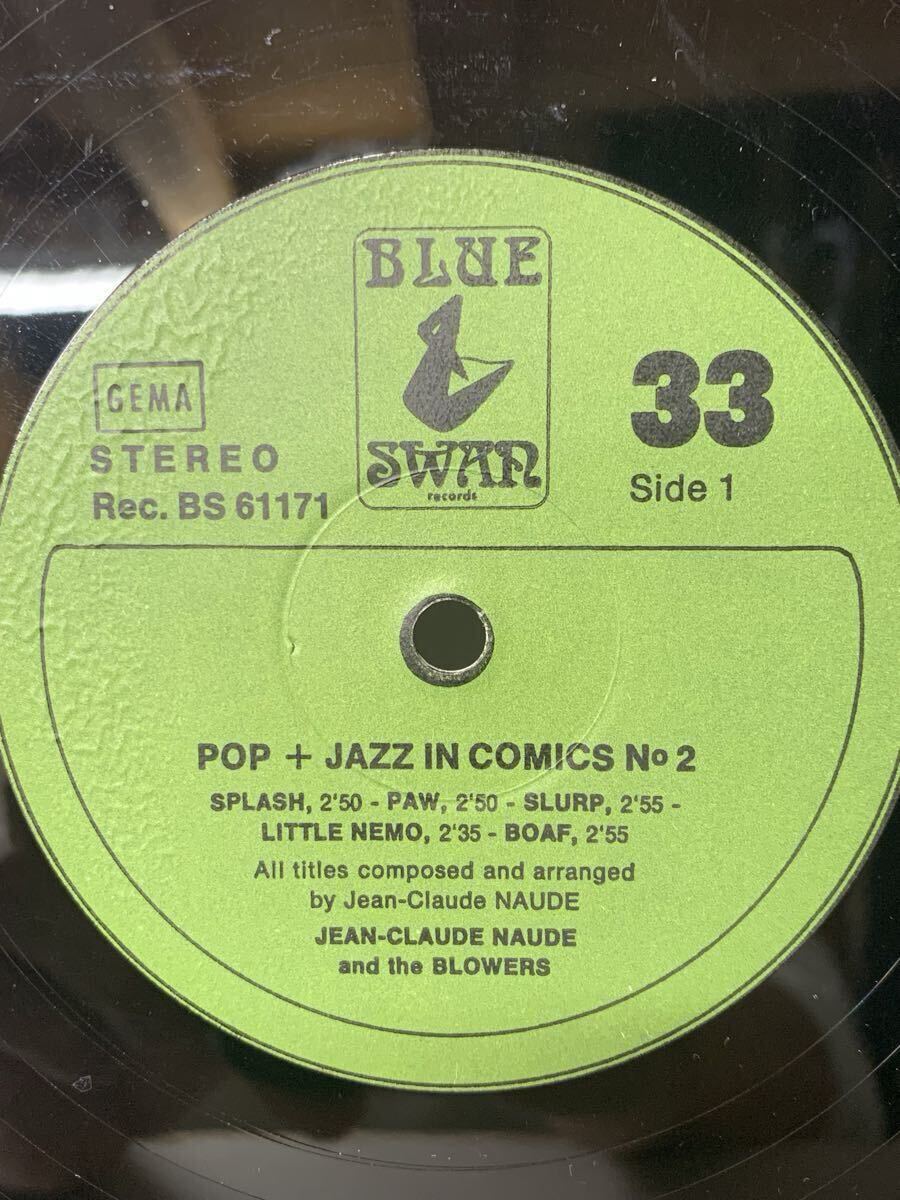 BLUE
SWAN
records
GEMA
STEREO
Rec. BS 61171
33
Side 1
POP + JAZZ IN COMICS No 2
SPLASH, 2'50 - PAW, 2'50 - SLURP, 2'55 -
LITTLE NEMO, 2'35 - BOAF, 2'55
All titles composed and arranged
by Jean-Claude NAUDE
JEAN-CLAUDE NAUDE
and the BLOWERS